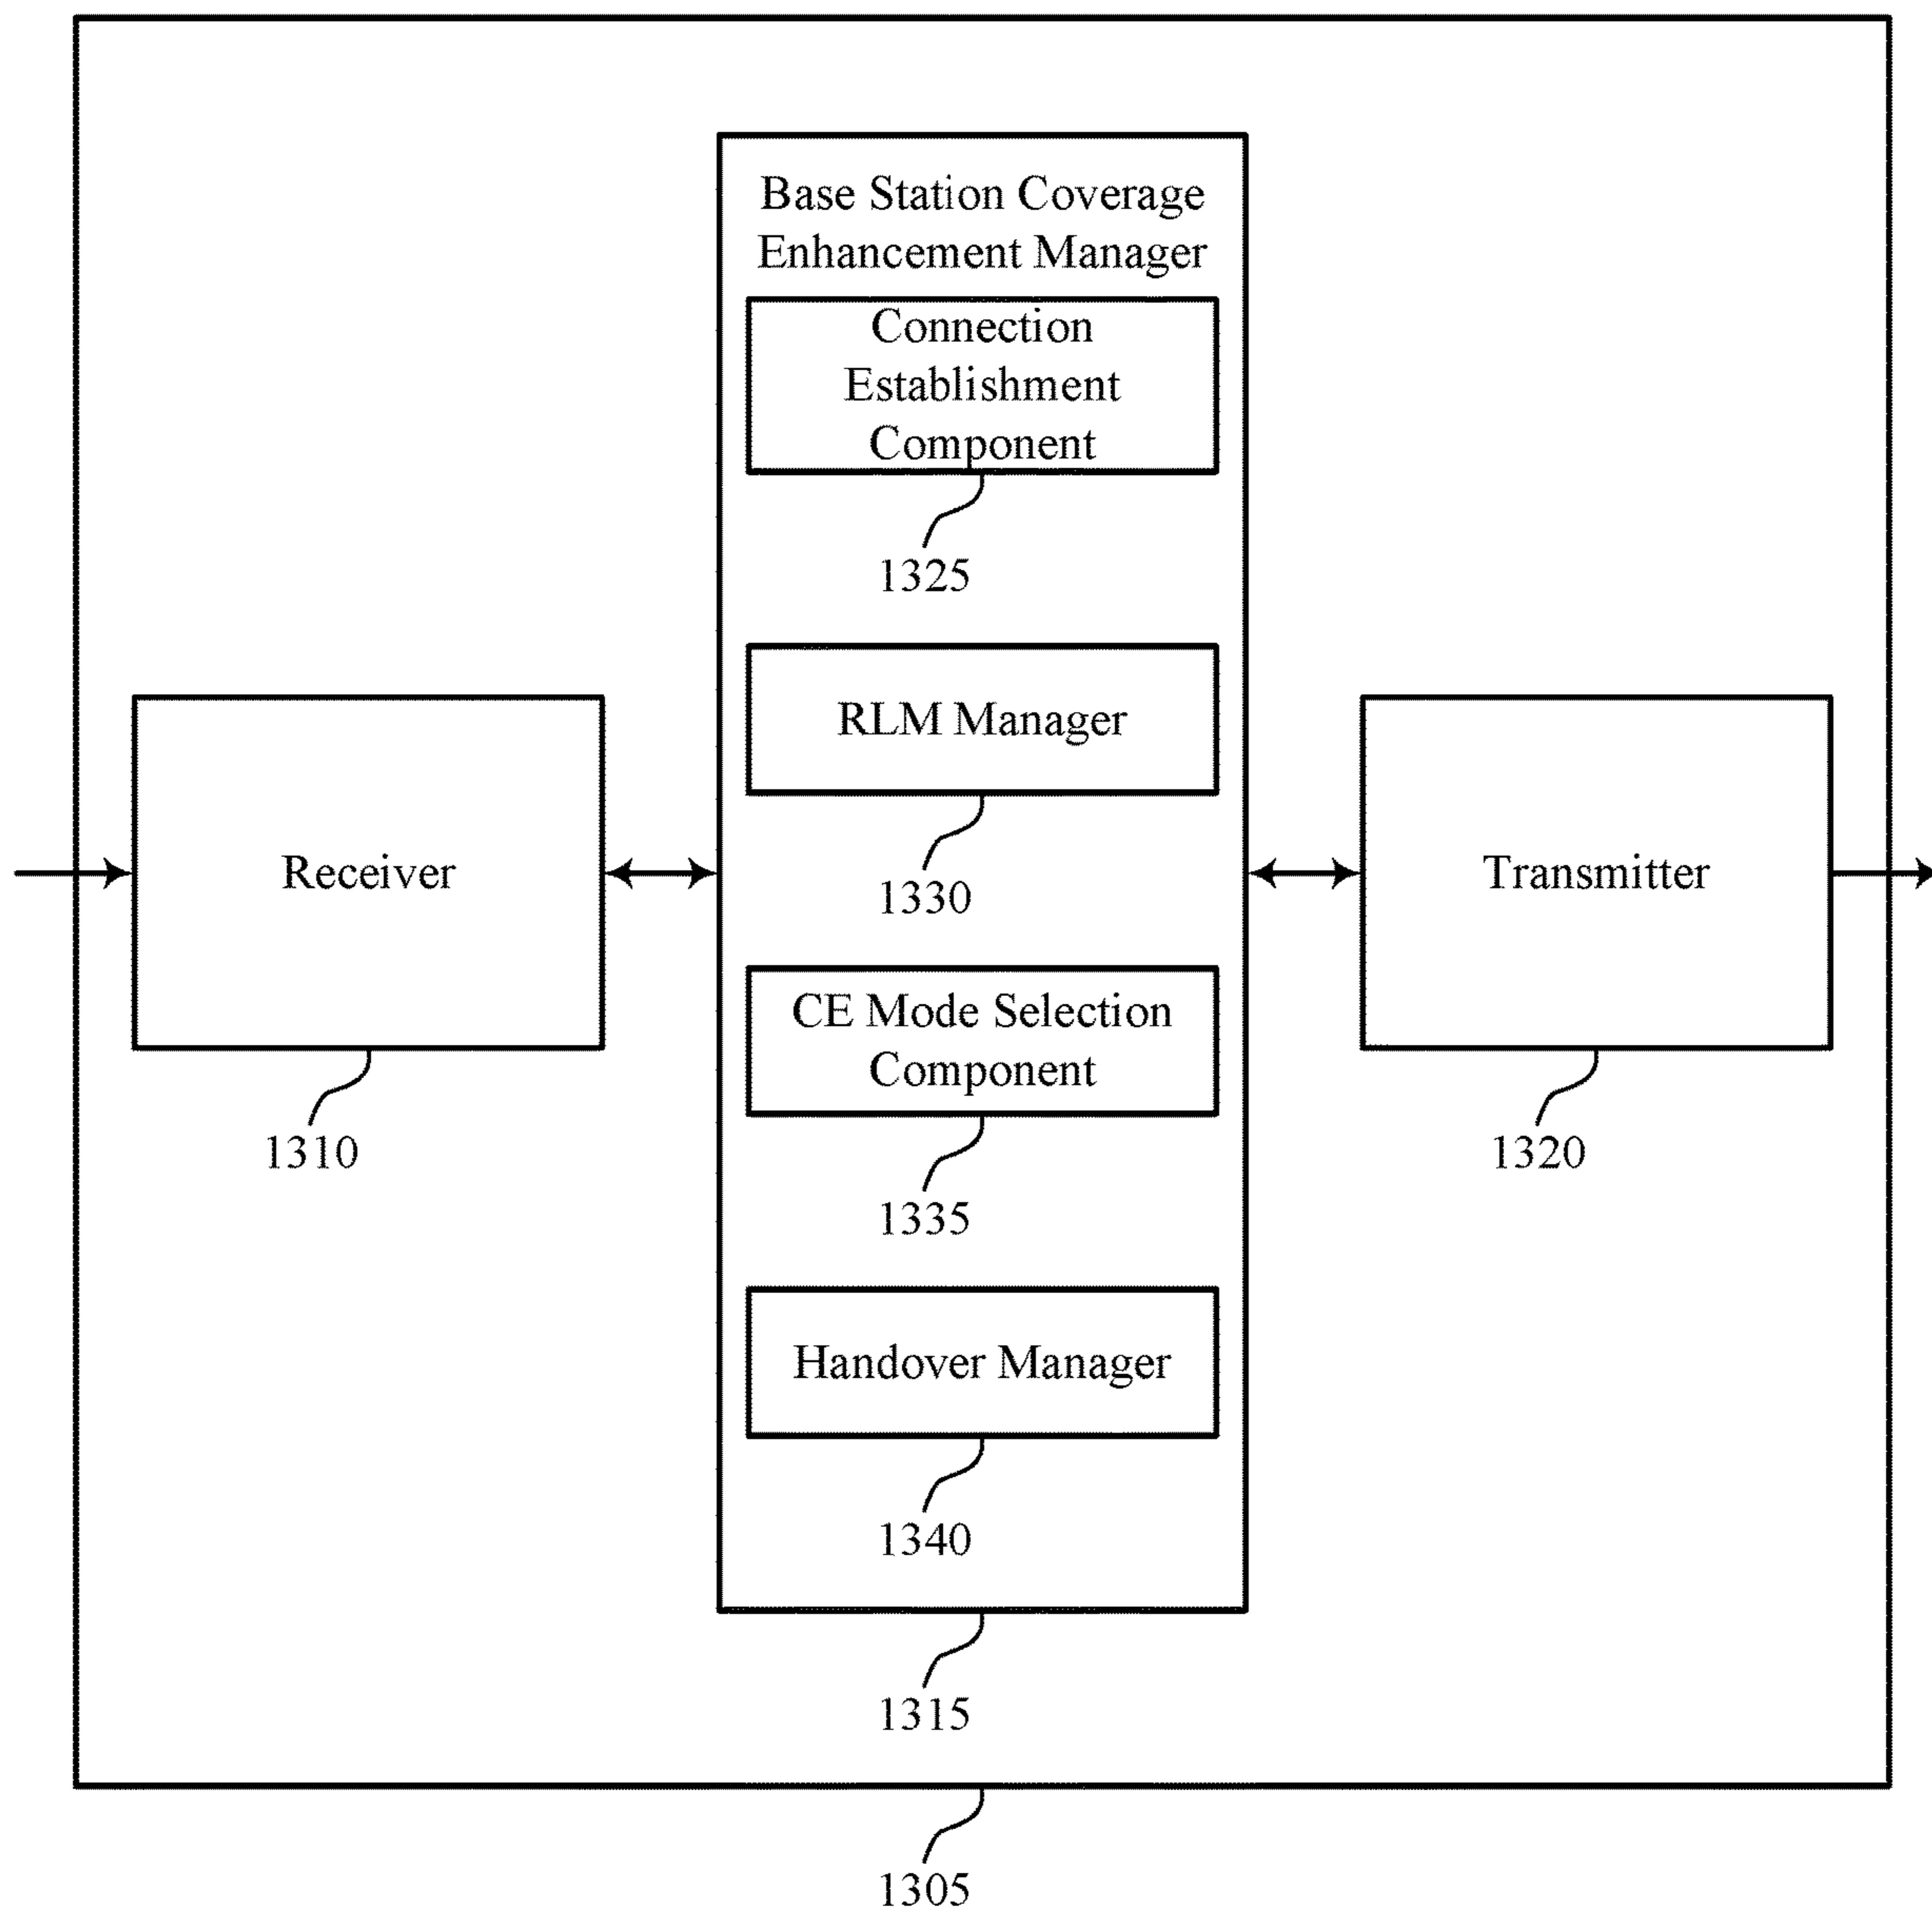 Base Station Coverage
Enhancement Manager
Connection
Establishment
Component
1325
RLM Manager
1330
Receiver
1310
Transmitter
1320
CE Mode Selection
Component
1335
Handover Manager
1340
1315
1305